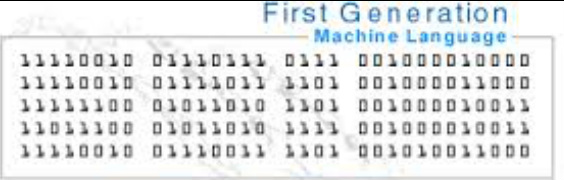 First Generation
Machine Language
11110010 01110111 0111 001000010000
11110010 01111011 1101 001000011000
11111100 01011010 1101 001000010011
11011100 01011010 1111 001000010011
11110010 01110011 1101 001010011000